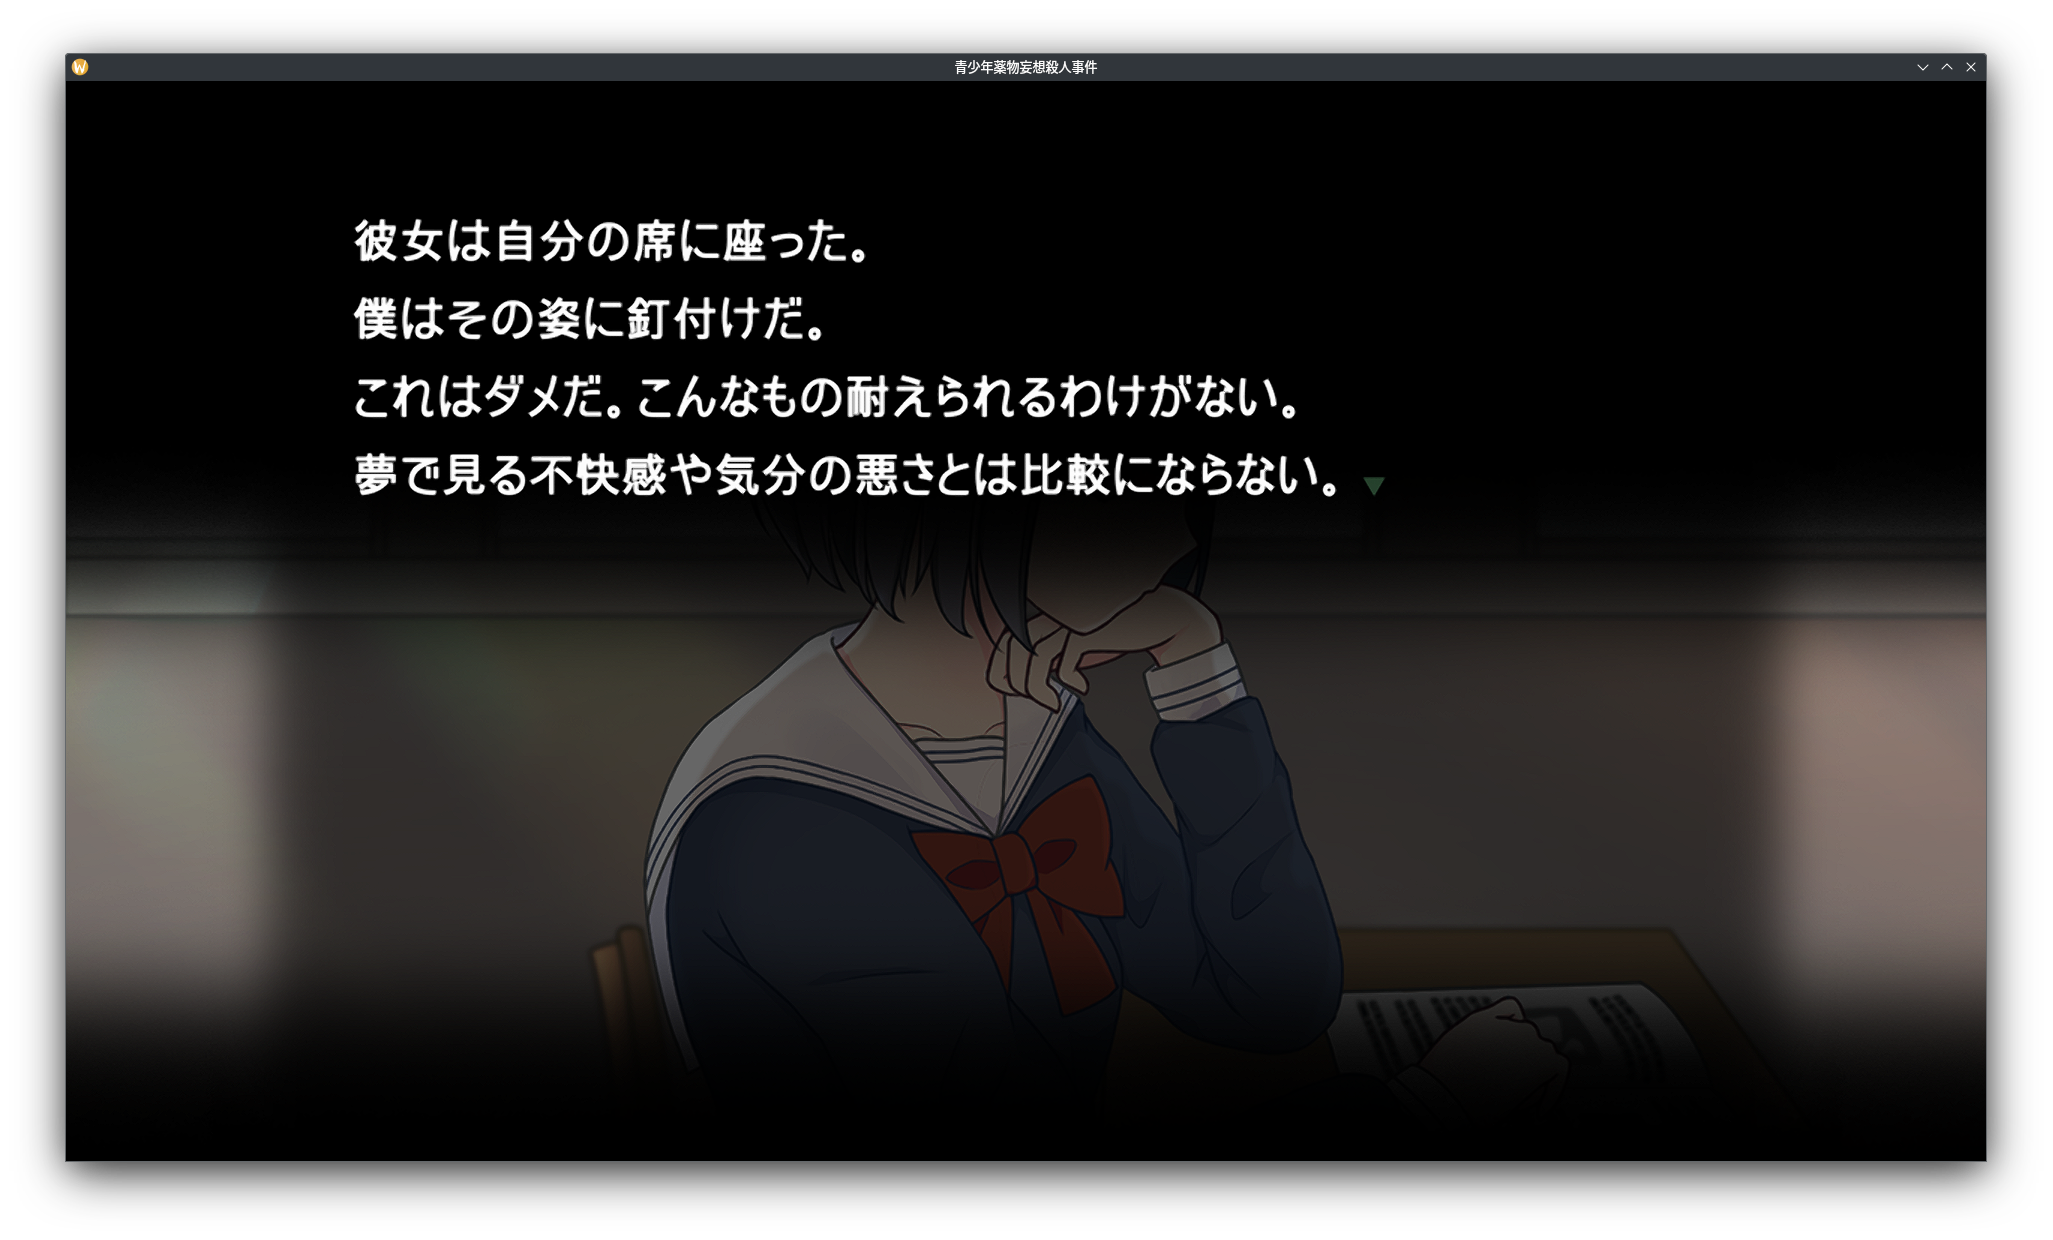 青少年薬物妄想殺人事件
彼女は自分の席に座った。
僕はその姿に釘付けだ。
これはダメだ。こんなもの耐えられるわけがない。
夢で見る不快感や気分の悪さとは比較にならない。